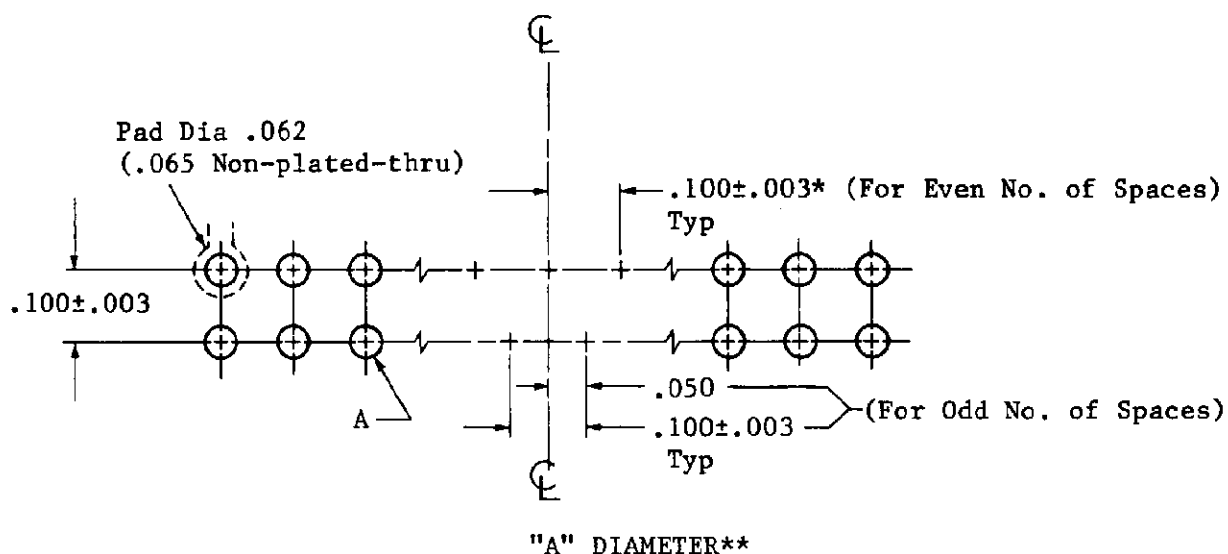 ℄
Pad Dia .062
(.065 Non-plated-thru)
.100±.003* (For Even No. of Spaces)
Typ
.100±.003
A
.050
(For Odd No. of Spaces)
.100±.003
Typ
℄
"A" DIAMETER**